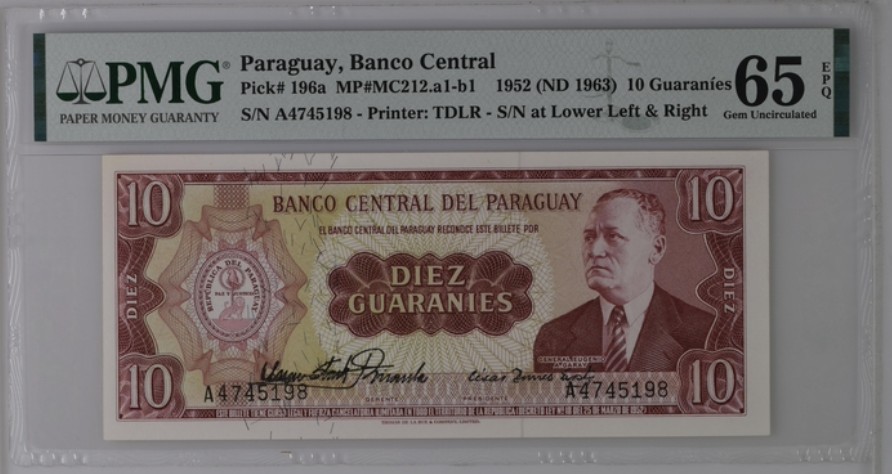 PMG®
PAPER MONEY GUARANTY
Paraguay, Banco Central
Pick# 196a MP#MC212.a1-b1 1952 (ND 1963) 10 Guaraníes
S/N A4745198 - Printer: TDLR - S/N at Lower Left & Right
65
EPQ
Gem Uncirculated
10
10
BANCO CENTRAL DEL PARAGUAY
EL BANCO CENTRAL DEL PARAGUAY RECONOCE ESTE BILLETE POR
REPUBLICA DEL PARAGUAY
DIEZ
DIEZ
GUARANIES
DIEZ
GENERAL EUGENIO
A. GARAY
10
10
A4745198
A4745198
GERENTE
PRESIDENTE